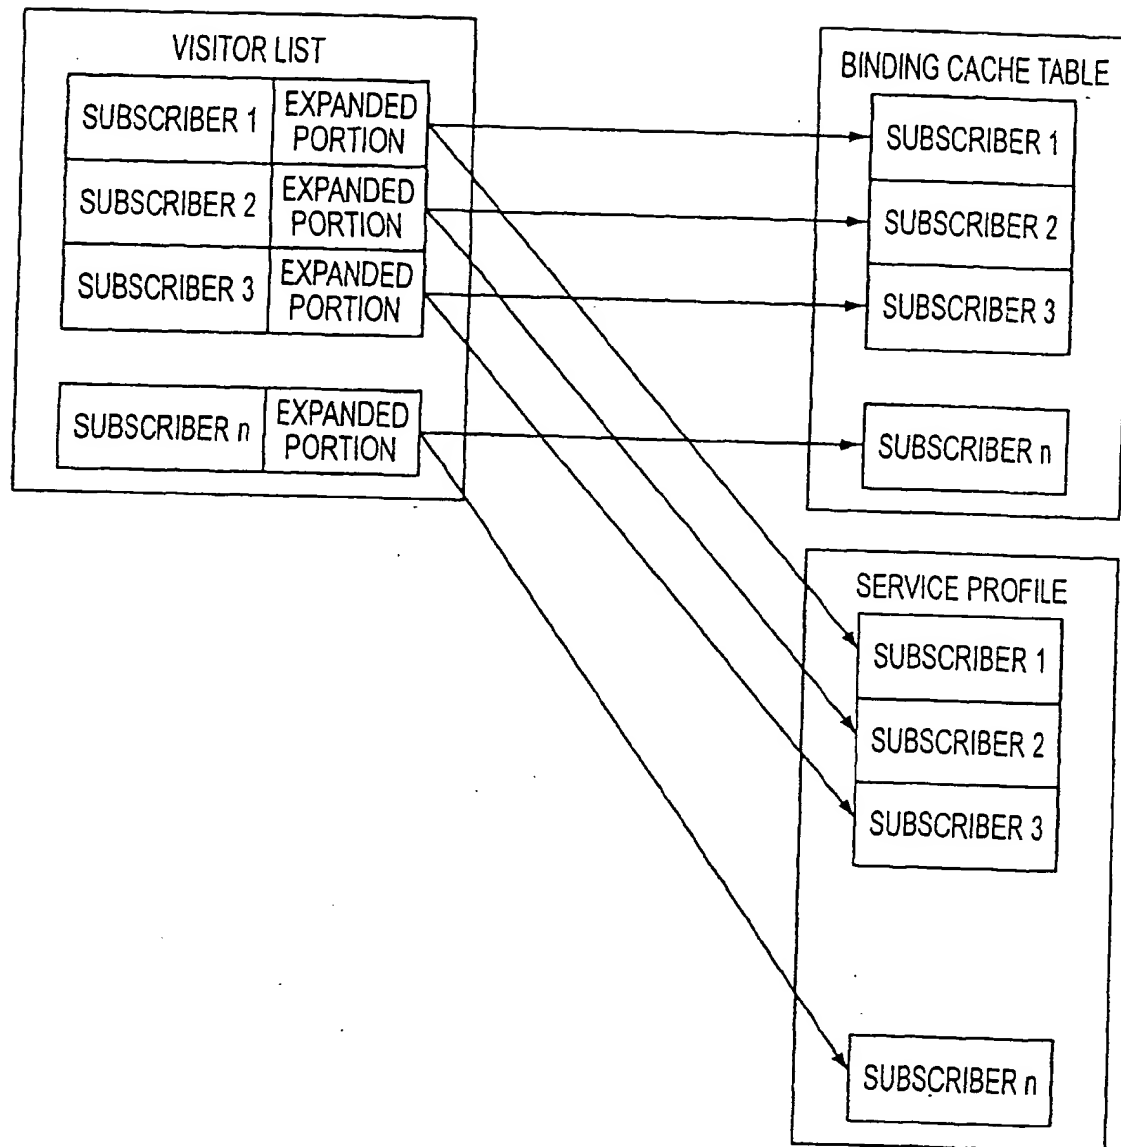 VISITOR LIST
SUBSCRIBER 1
EXPANDED
PORTION
SUBSCRIBER 2
EXPANDED
PORTION
SUBSCRIBER 3
EXPANDED
PORTION
SUBSCRIBER n
EXPANDED
PORTION
BINDING CACHE TABLE
SUBSCRIBER 1
SUBSCRIBER 2
SUBSCRIBER 3
SUBSCRIBER n
SERVICE PROFILE
SUBSCRIBER 1
SUBSCRIBER 2
SUBSCRIBER 3
SUBSCRIBER n